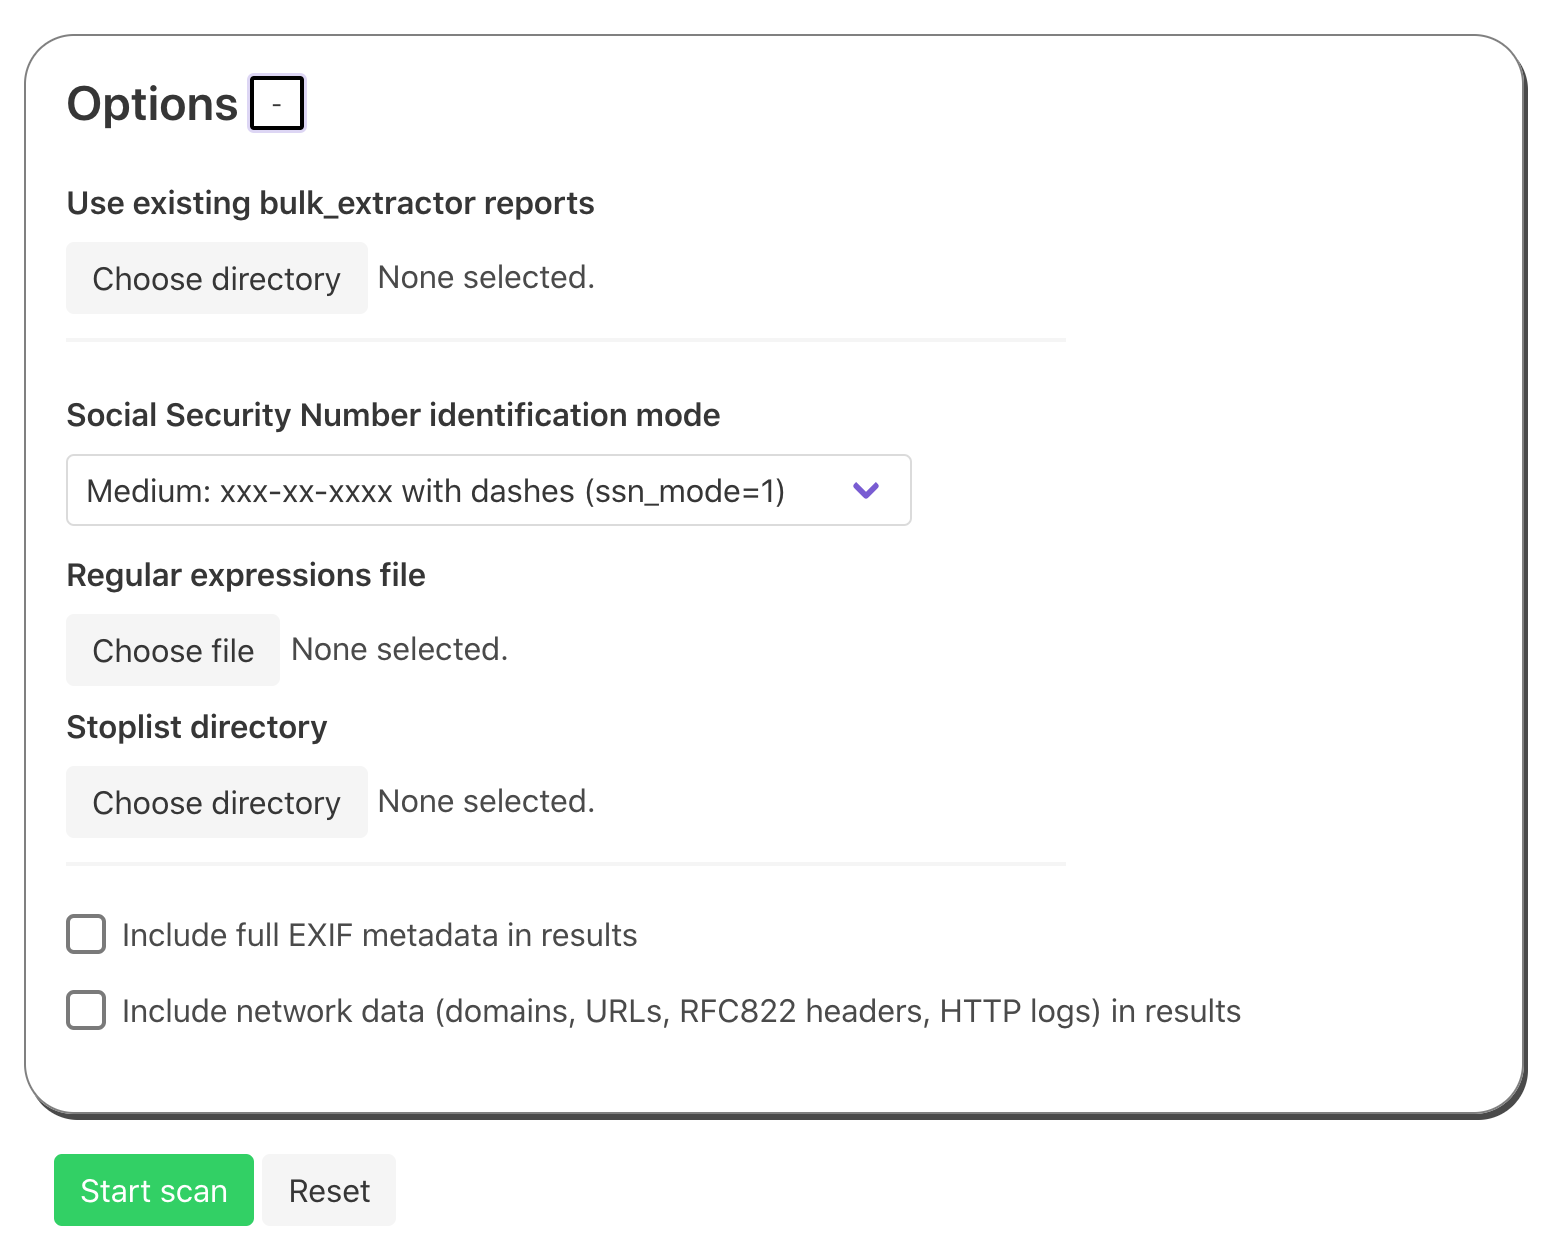 Options -
Use existing bulk_extractor reports
Choose directory None selected.
Social Security Number identification mode
Medium: xxx-xx-xxxx with dashes (ssn_mode=1)
Regular expressions file
Choose file None selected.
Stoplist directory
Choose directory None selected.
Include full EXIF metadata in results
Include network data (domains, URLs, RFC822 headers, HTTP logs) in results
Start scan Reset